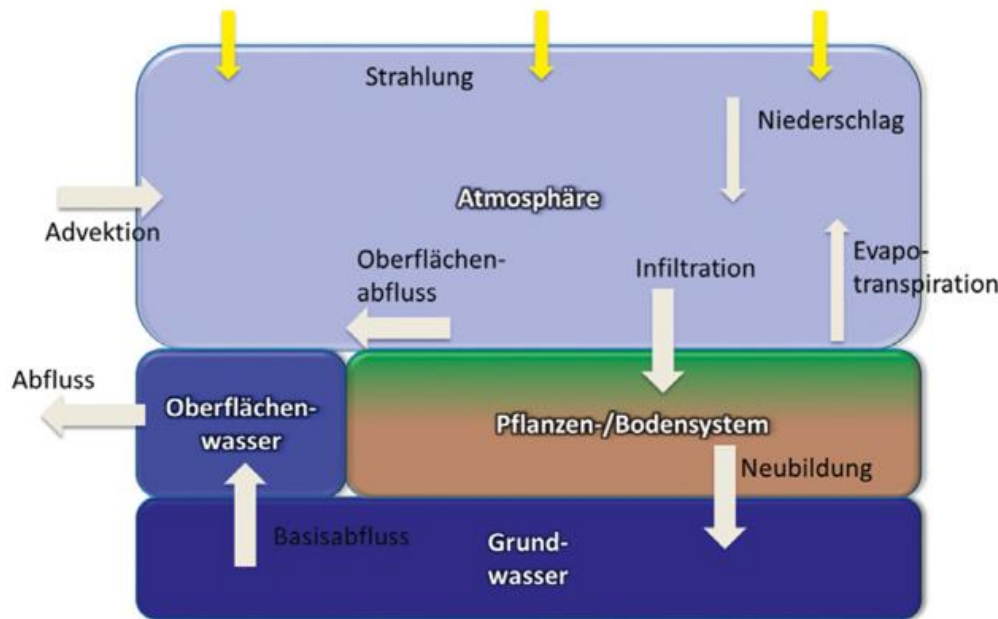 Strahlung
Niederschlag
Atmosphäre
Advektion
Oberflächen-
abfluss
Infiltration
Evapo-
transpiration
Abfluss
Oberflächen-
wasser
Pflanzen-/Bodensystem
Neubildung
Basisabfluss
Grund-
wasser